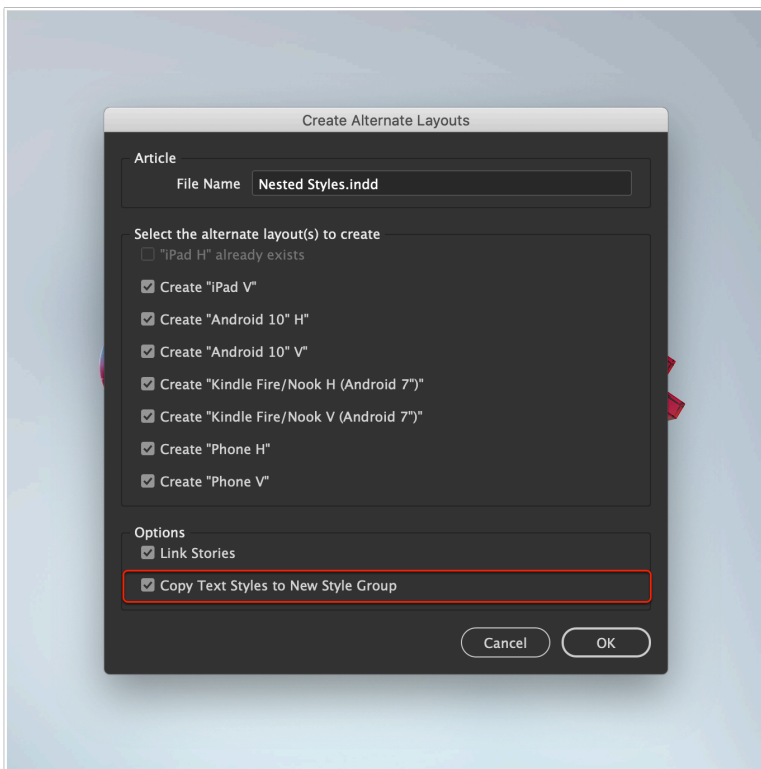 Create Alternate Layouts
Article
File Name Nested Styles.indd
Select the alternate layout(s) to create
"iPad H" already exists
Create "iPad V"
Create "Android 10" H"
Create "Android 10" V"
Create "Kindle Fire/Nook H (Android 7")"
Create "Kindle Fire/Nook V (Android 7")"
Create "Phone H"
Create "Phone V"
Options
Link Stories
Copy Text Styles to New Style Group
Cancel OK